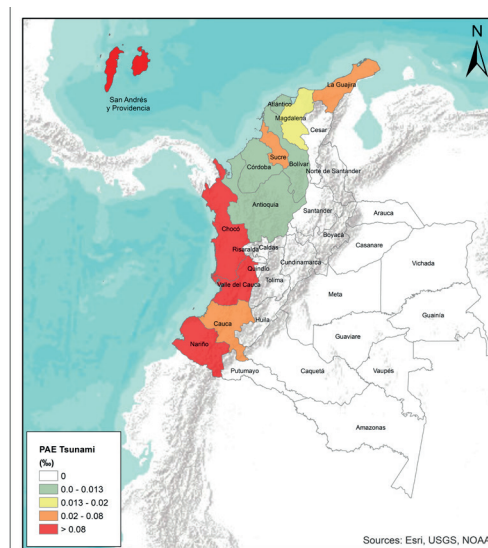 N
La Guajira
San Andrés
y Providencia
Atlántico
Magdalena
Cesar
Sucre
Bolívar
Córdoba
Norte de Santander
Antioquia
Santander
Arauca
Chocó
Boyacá
Casanare
Risaralda
Caldas
Cundinamarca
Vichada
Quindío
Tolima
Valle del Cauca
Meta
Guainía
Cauca
Huila
Guaviare
Nariño
Putumayo
Caquetá
Vaupés
Amazonas
PAE Tsunami
(‰)
0
0.0 - 0.013
0.013 - 0.02
0.02 - 0.08
> 0.08
Sources: Esri, USGS, NOAA